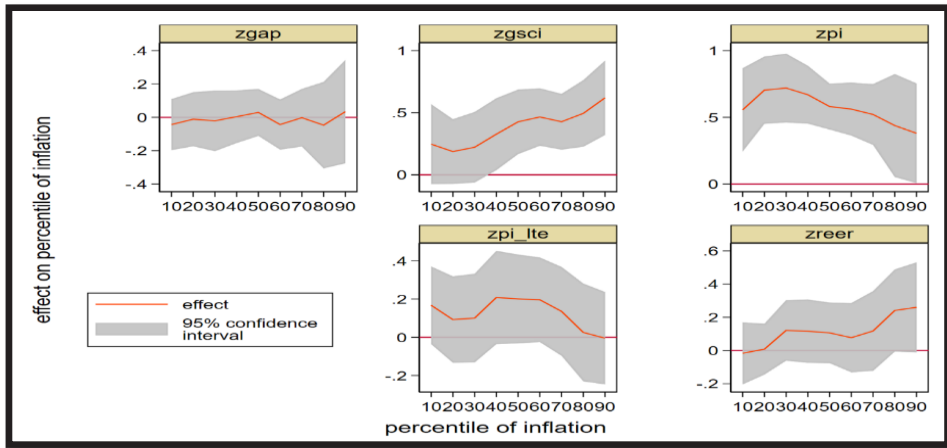 zgap
zgsci
zpi
.4
.2
0
-.2
-.4
1
.5
0
1
.5
0
102030405060708090
102030405060708090
102030405060708090
zpi_lte
zreer
.4
.2
0
-.2
.6
.4
.2
0
-.2
102030405060708090
102030405060708090
effect on percentile of inflation
effect
95% confidence
interval
percentile of inflation